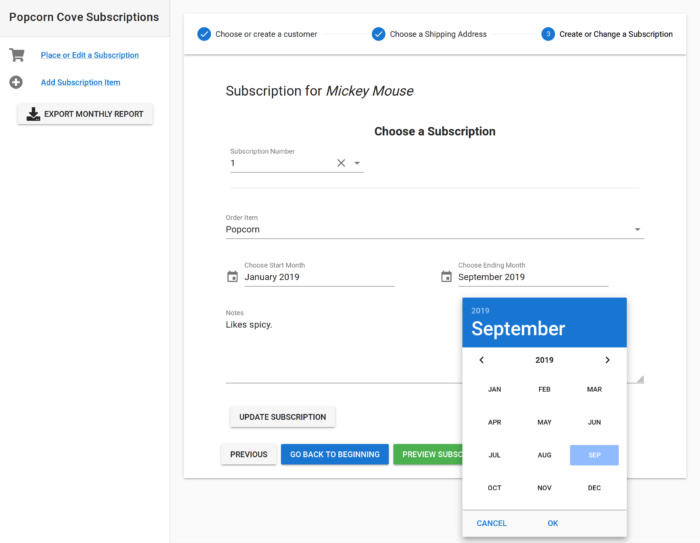 Popcorn Cove Subscriptions
Place or Edit a Subscription
Add Subscription Item
EXPORT MONTHLY REPORT
Choose or create a customer
Choose a Shipping Address
3 Create or Change a Subscription
Subscription for Mickey Mouse
Choose a Subscription
Subscription Number
1
Order Item
Popcorn
Choose Start Month
January 2019
Choose Ending Month
September 2019
Notes
Likes spicy.
UPDATE SUBSCRIPTION
PREVIOUS
GO BACK TO BEGINNING
PREVIEW SUBSC
2019
September
2019
JAN FEB MAR
APR MAY JUN
JUL AUG SEP
OCT NOV DEC
CANCEL OK